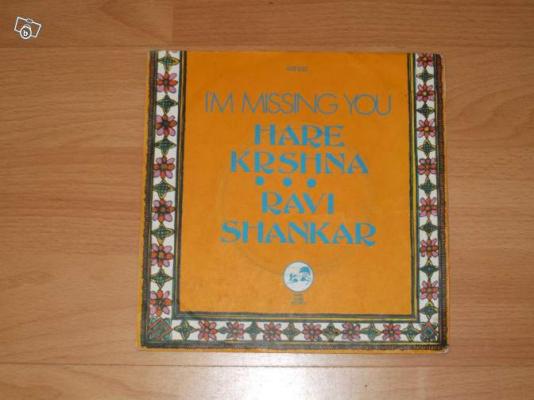 I'M MISSING YOU
HARE
KRSHNA
• • •
RAVI
SHANKAR